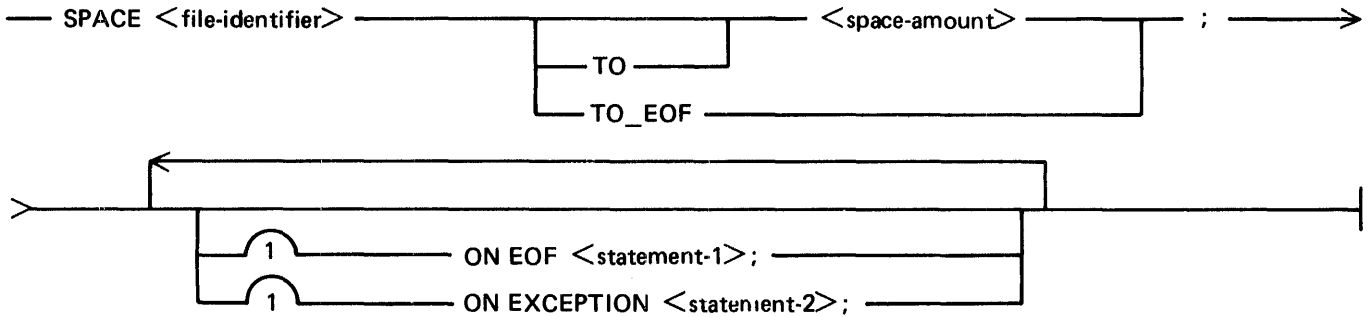 SPACE <file-identifier> <space-amount> ;
TO
TO_EOF
1 ON EOF <statement-1>;
1 ON EXCEPTION <statement-2>;